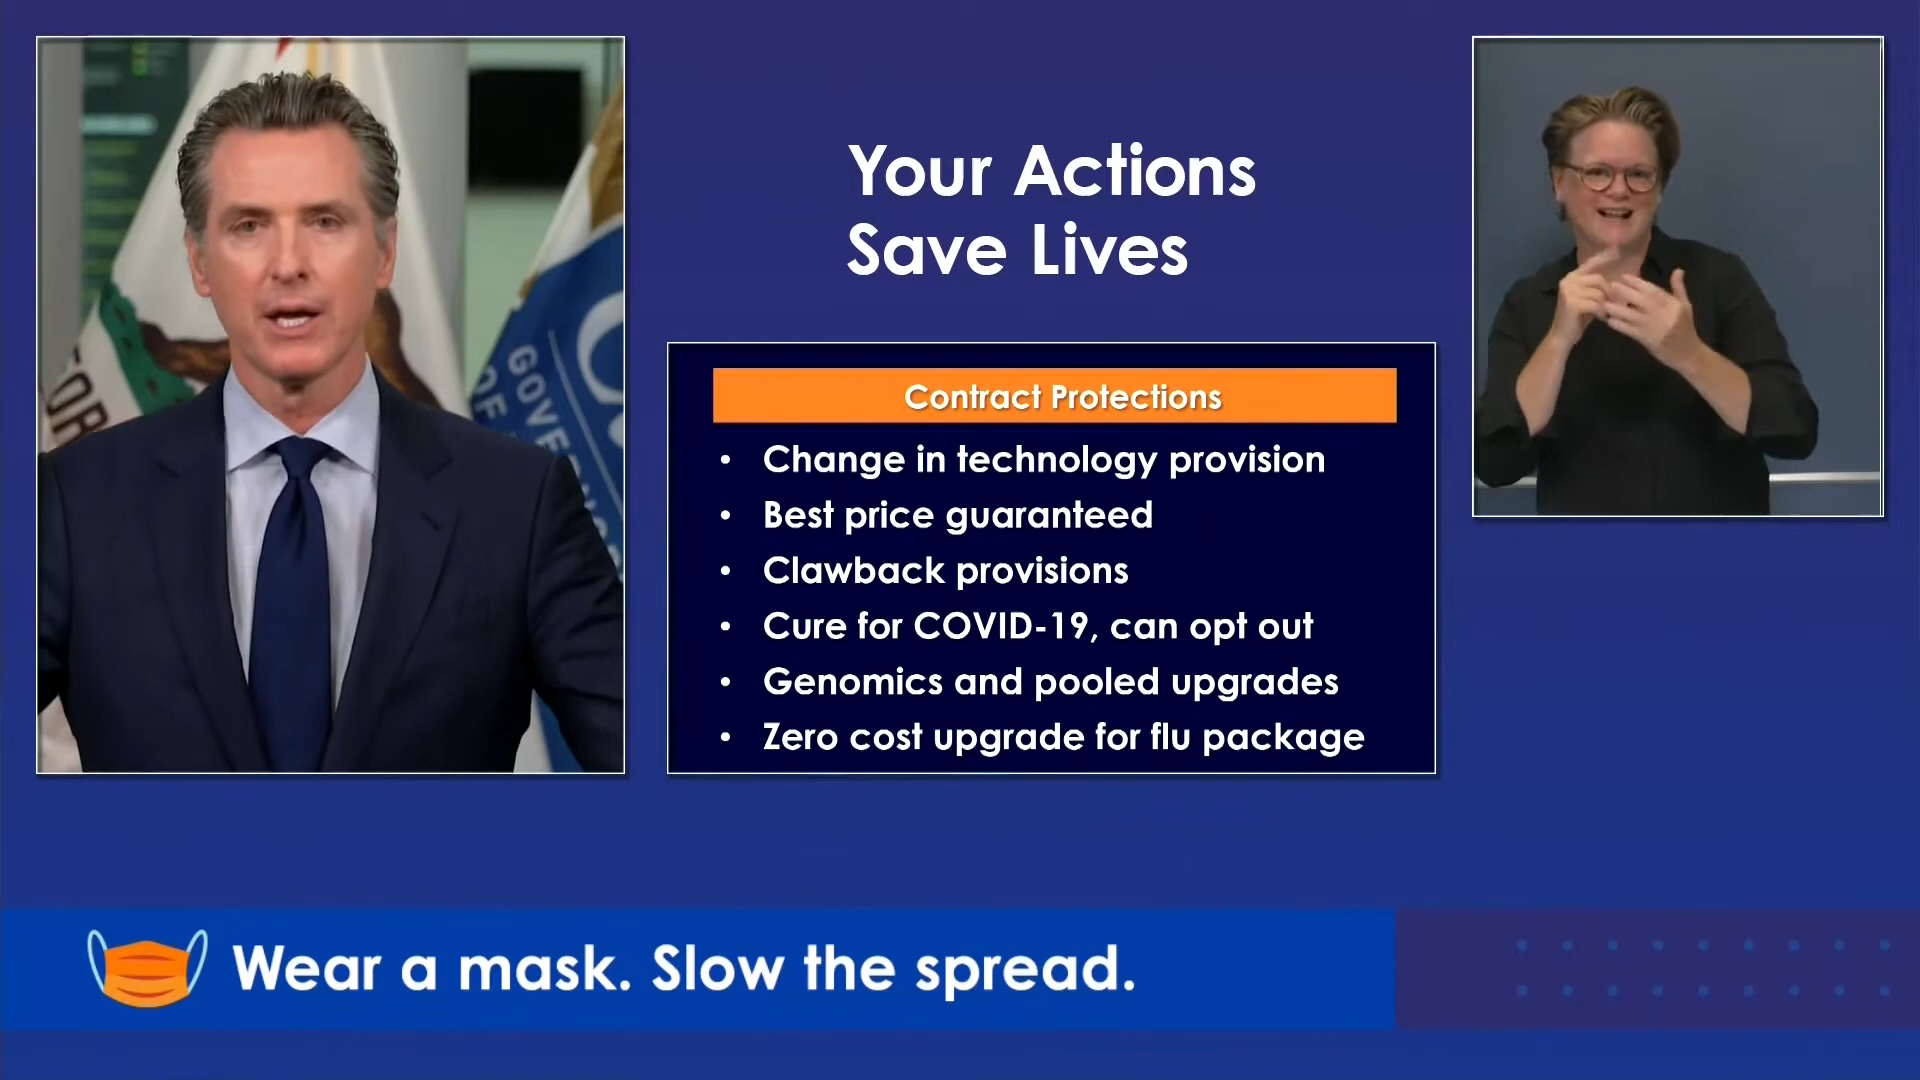 Your Actions
Save Lives
Contract Protections
• Change in technology provision
• Best price guaranteed
• Clawback provisions
• Cure for COVID-19, can opt out
• Genomics and pooled upgrades
• Zero cost upgrade for flu package
Wear a mask. Slow the spread.